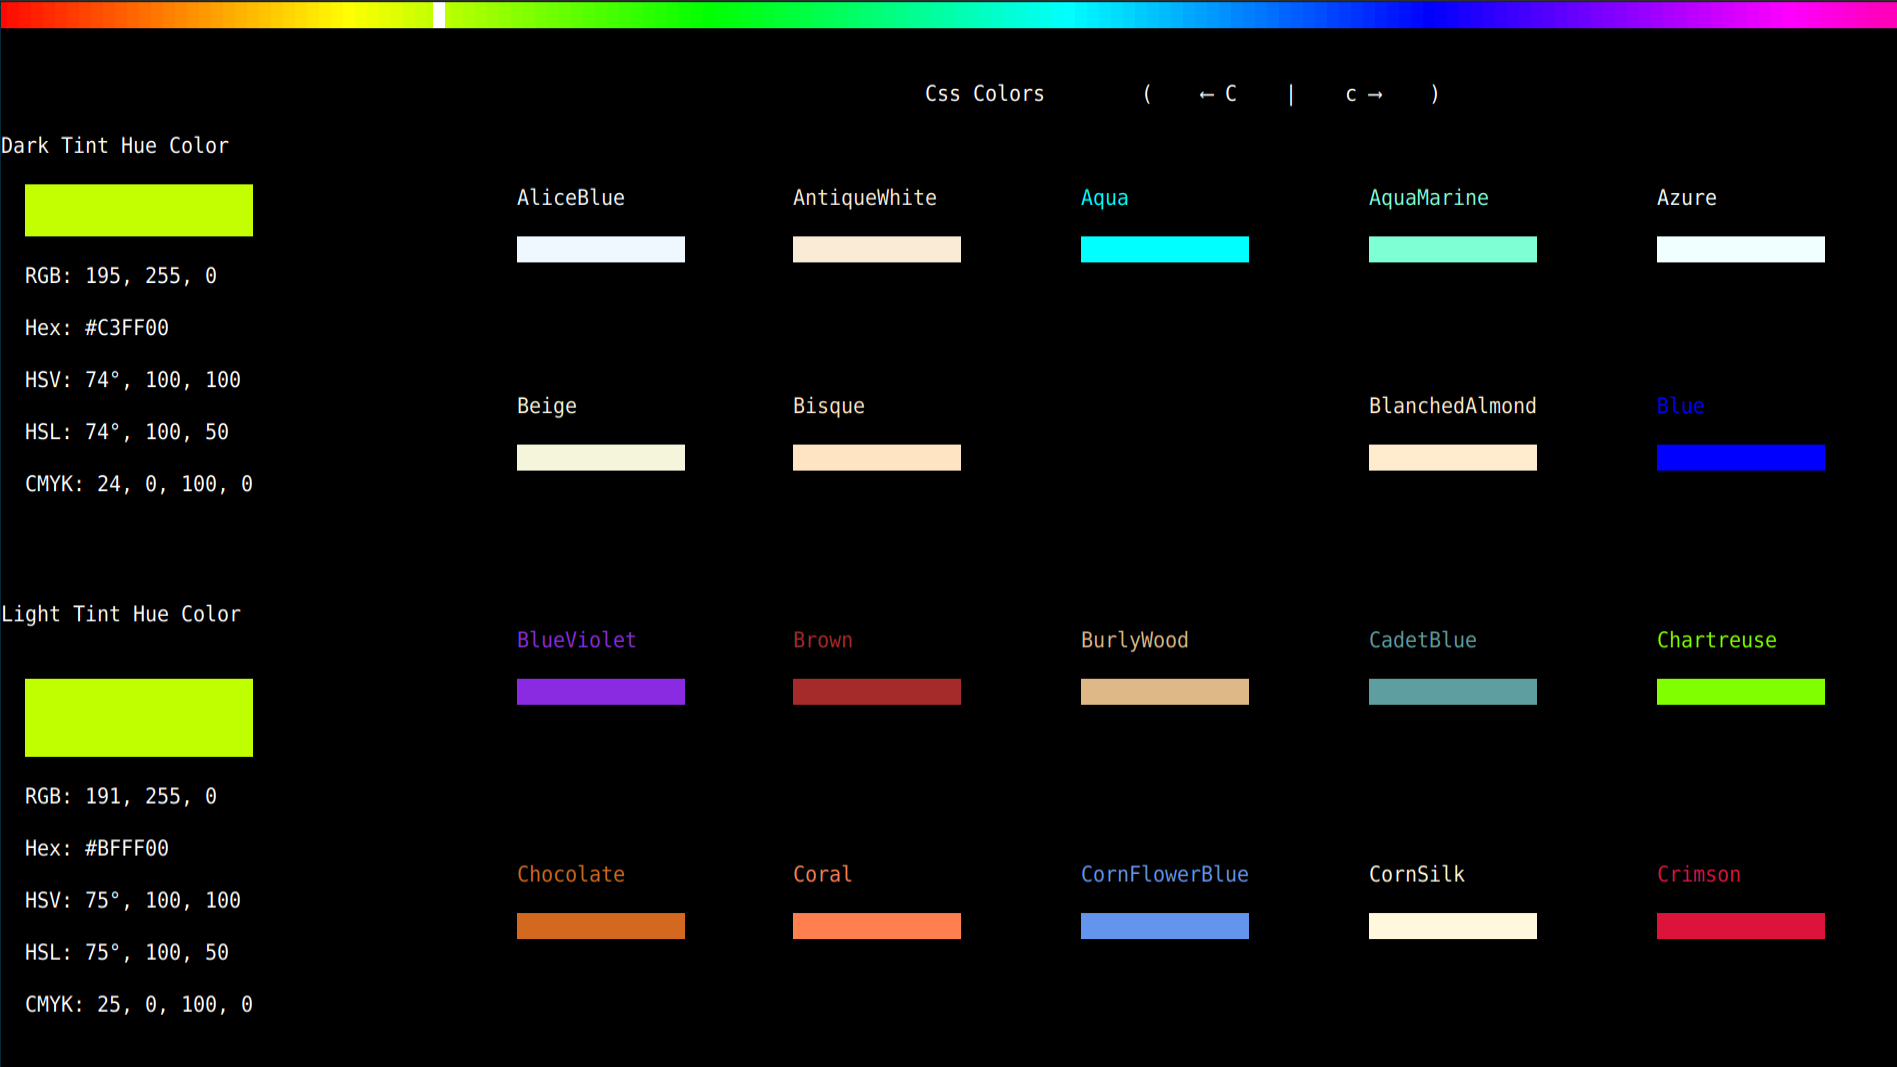 Css Colors ( ← C | c → )
Dark Tint Hue Color
RGB: 195, 255, 0
Hex: #C3FF00
HSV: 74°, 100, 100
HSL: 74°, 100, 50
CMYK: 24, 0, 100, 0
Light Tint Hue Color
RGB: 191, 255, 0
Hex: #BFFF00
HSV: 75°, 100, 100
HSL: 75°, 100, 50
CMYK: 25, 0, 100, 0
AliceBlue AntiqueWhite Aqua AquaMarine Azure
Beige Bisque BlanchedAlmond Blue
BlueViolet Brown BurlyWood CadetBlue Chartreuse
Chocolate Coral CornFlowerBlue CornSilk Crimson